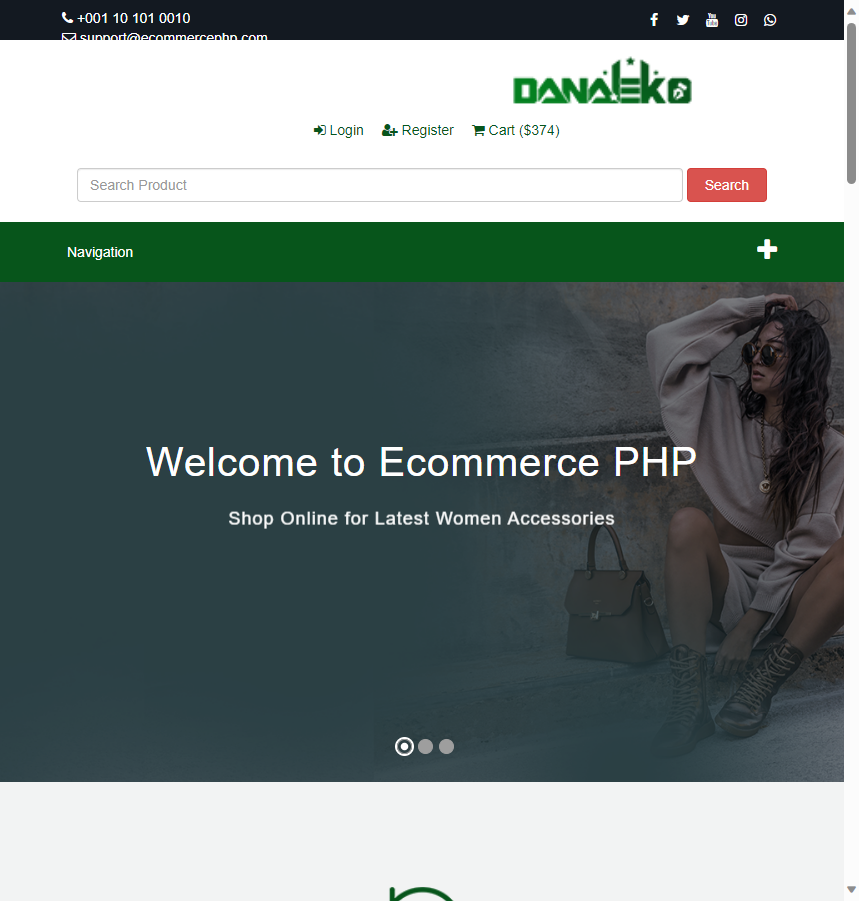 +001 10 101 0010
support@ecommercephp.com
DANALEKO
Login Register Cart ($374)
Search Product Search
Navigation
Welcome to Ecommerce PHP
Shop Online for Latest Women Accessories